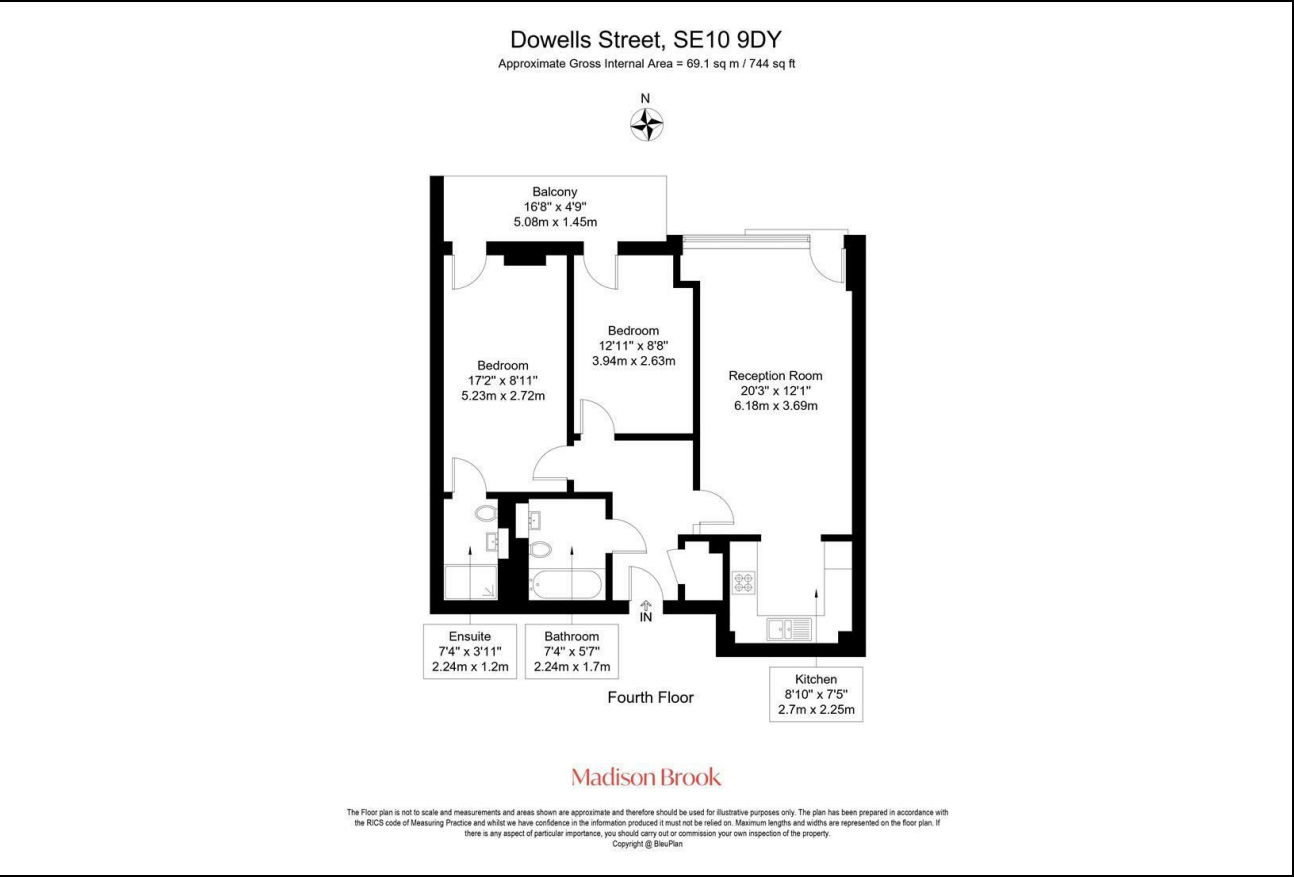 Dowells Street, SE10 9DY
Approximate Gross Internal Area = 69.1 sq m / 744 sq ft
N
Balcony
16'8" x 4'9"
5.08m x 1.45m
Bedroom
12'11" x 8'8"
3.94m x 2.63m
Bedroom
17'2" x 8'11"
5.23m x 2.72m
Reception Room
20'3" x 12'1"
6.18m x 3.69m
IN
Ensuite
7'4" x 3'11"
2.24m x 1.2m
Bathroom
7'4" x 5'7"
2.24m x 1.7m
Kitchen
8'10" x 7'5"
2.7m x 2.25m
Fourth Floor
Madison Brook
The Floor plan is not to scale and measurements and areas shown are approximate and therefore should be used for illustrative purposes only. The plan has been prepared in accordance with
the RICS code of Measuring Practice and whilst we have confidence in the information produced it must not be relied on. Maximum lengths and widths are represented on the floor plan. If
there is any aspect of particular importance, you should carry out or commission your own inspection of the property.
Copyright @ BleuPlan